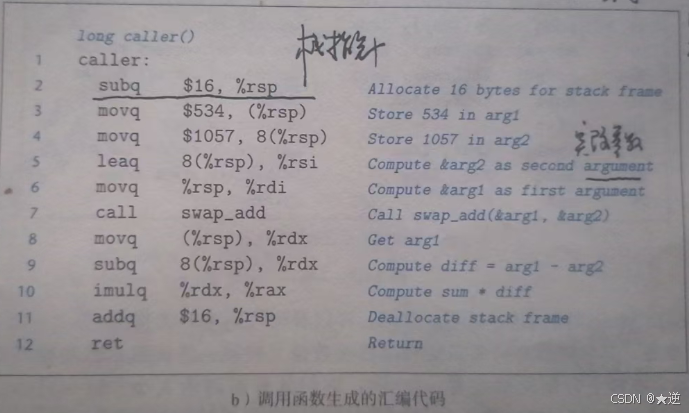 long caller()
栈指针
1 caller:
2 subq $16, %rsp Allocate 16 bytes for stack frame
3 movq $534, (%rsp) Store 534 in arg1
4 movq $1057, 8(%rsp) Store 1057 in arg2
5 leaq 8(%rsp), %rsi Compute &arg2 as second argument
6 movq %rsp, %rdi Compute &arg1 as first argument
7 call swap_add Call swap_add(&arg1, &arg2)
8 movq (%rsp), %rdx Get arg1
9 subq 8(%rsp), %rdx Compute diff = arg1 - arg2
10 imulq %rdx, %rax Compute sum * diff
11 addq $16, %rsp Deallocate stack frame
12 ret Return
b) 调用函数生成的汇编代码
CSDN @★逆